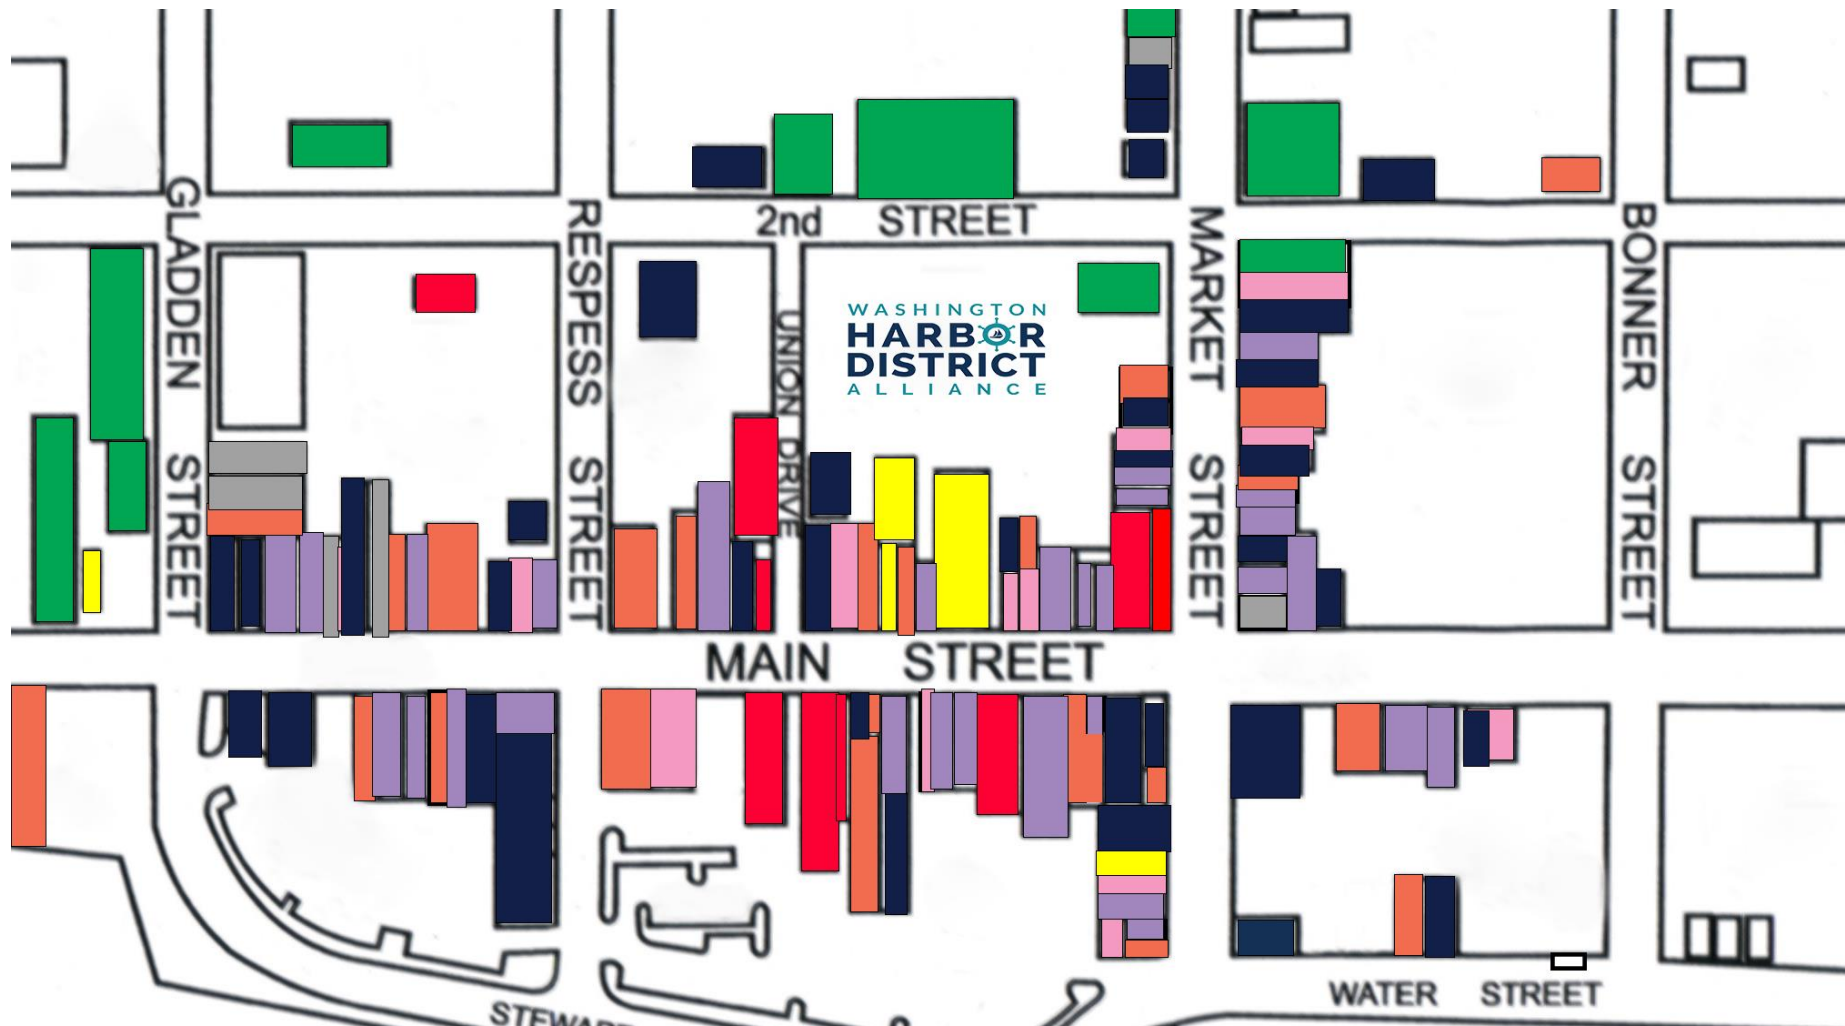 2nd STREET
GLADDEN STREET
RESPESS STREET
UNION DRIVE
WASHINGTON
HARBOR
DISTRICT
ALLIANCE
MARKET STREET
BONNER STREET
MAIN STREET
WATER STREET